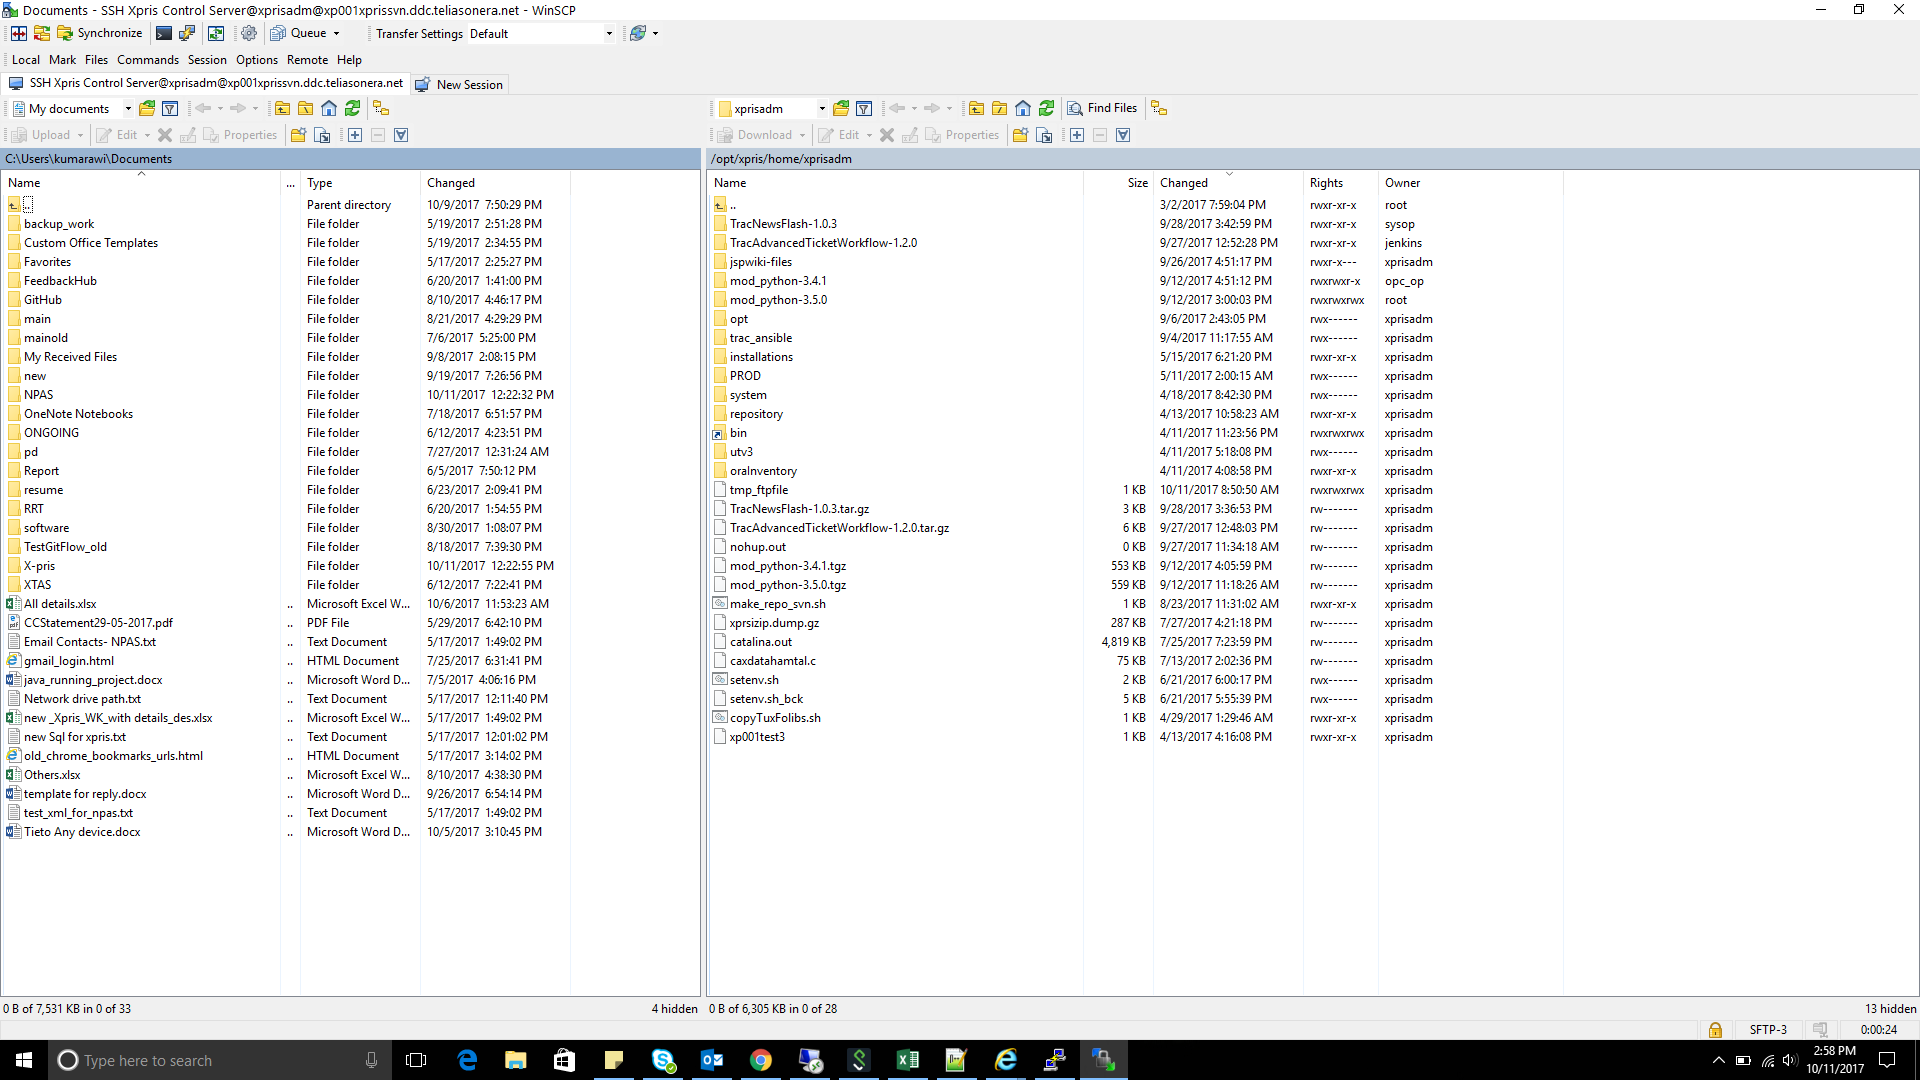 Documents - SSH Xpris Control Server@xprisadm@xp001xprissvn.ddc.teliasonera.net - WinSCP
Synchronize Queue Transfer Settings Default
Local Mark Files Commands Session Options Remote Help
SSH Xpris Control Server@xprisadm@xp001xprissvn.ddc.teliasonera.net New Session
My documents
Upload Edit Properties
C:\Users\kumarawi\Documents
Name ... Type Changed
.. Parent directory 10/9/2017 7:50:29 PM
backup_work File folder 5/19/2017 2:51:28 PM
Custom Office Templates File folder 5/19/2017 2:34:55 PM
Favorites File folder 5/17/2017 2:25:27 PM
FeedbackHub File folder 6/20/2017 1:41:00 PM
GitHub File folder 8/10/2017 4:46:17 PM
main File folder 8/21/2017 4:29:29 PM
mainold File folder 7/6/2017 5:25:00 PM
My Received Files File folder 9/8/2017 2:08:15 PM
new File folder 9/19/2017 7:26:56 PM
NPAS File folder 10/11/2017 12:22:32 PM
OneNote Notebooks File folder 7/18/2017 6:51:57 PM
ONGOING File folder 6/12/2017 4:23:51 PM
pd File folder 7/27/2017 12:31:24 AM
Report File folder 6/5/2017 7:50:12 PM
resume File folder 6/23/2017 2:09:41 PM
RRT File folder 6/20/2017 1:54:55 PM
software File folder 8/30/2017 1:08:07 PM
TestGitFlow_old File folder 8/18/2017 7:39:30 PM
X-pris File folder 10/11/2017 12:22:55 PM
XTAS File folder 6/12/2017 7:22:41 PM
All details.xlsx .. Microsoft Excel W... 10/6/2017 11:53:23 AM
CCStatement29-05-2017.pdf .. PDF File 5/29/2017 6:42:10 PM
Email Contacts- NPAS.txt .. Text Document 5/17/2017 1:49:02 PM
gmail_login.html .. HTML Document 7/25/2017 6:31:41 PM
java_running_project.docx .. Microsoft Word D... 7/5/2017 4:06:16 PM
Network drive path.txt .. Text Document 5/17/2017 12:11:40 PM
new _Xpris_WK_with details_des.xlsx .. Microsoft Excel W... 5/17/2017 1:49:02 PM
new Sql for xpris.txt .. Text Document 5/17/2017 12:01:02 PM
old_chrome_bookmarks_urls.html .. HTML Document 5/17/2017 3:14:02 PM
Others.xlsx .. Microsoft Excel W... 8/10/2017 4:38:30 PM
template for reply.docx .. Microsoft Word D... 9/26/2017 6:54:14 PM
test_xml_for_npas.txt .. Text Document 5/17/2017 1:49:02 PM
Tieto Any device.docx .. Microsoft Word D... 10/5/2017 3:10:45 PM
0 B of 7,531 KB in 0 of 33 4 hidden
xprisadm Find Files
Download Edit Properties
/opt/xpris/home/xprisadm
Name Size Changed Rights Owner
.. 3/2/2017 7:59:04 PM rwxr-xr-x root
TracNewsFlash-1.0.3 9/28/2017 3:42:59 PM rwxr-xr-x sysop
TracAdvancedTicketWorkflow-1.2.0 9/27/2017 12:52:28 PM rwxr-xr-x jenkins
jspwiki-files 9/26/2017 4:51:17 PM rwxr-x--- xprisadm
mod_python-3.4.1 9/12/2017 4:51:12 PM rwxrwxr-x opc_op
mod_python-3.5.0 9/12/2017 3:00:03 PM rwxrwxrwx root
opt 9/6/2017 2:43:05 PM rwx------ xprisadm
trac_ansible 9/4/2017 11:17:55 AM rwx------ xprisadm
installations 5/15/2017 6:21:20 PM rwxr-xr-x xprisadm
PROD 5/11/2017 2:00:15 AM rwx------ xprisadm
system 4/18/2017 8:42:30 PM rwx------ xprisadm
repository 4/13/2017 10:58:23 AM rwxr-xr-x xprisadm
bin 4/11/2017 11:23:56 PM rwxrwxrwx xprisadm
utv3 4/11/2017 5:18:08 PM rwx------ xprisadm
oraInventory 4/11/2017 4:08:58 PM rwxr-xr-x xprisadm
tmp_ftpfile 1 KB 10/11/2017 8:50:50 AM rwxrwxrwx xprisadm
TracNewsFlash-1.0.3.tar.gz 3 KB 9/28/2017 3:36:53 PM rw------- xprisadm
TracAdvancedTicketWorkflow-1.2.0.tar.gz 6 KB 9/27/2017 12:48:03 PM rw------- xprisadm
nohup.out 0 KB 9/27/2017 11:34:18 AM rw------- xprisadm
mod_python-3.4.1.tgz 553 KB 9/12/2017 4:05:59 PM rw------- xprisadm
mod_python-3.5.0.tgz 559 KB 9/12/2017 11:18:26 AM rw------- xprisadm
make_repo_svn.sh 1 KB 8/23/2017 11:31:02 AM rwxr-xr-x xprisadm
xprsizip.dump.gz 287 KB 7/27/2017 4:21:18 PM rw------- xprisadm
catalina.out 4,819 KB 7/25/2017 7:23:59 PM rw------- xprisadm
caxdatahamtal.c 75 KB 7/13/2017 2:02:36 PM rw------- xprisadm
setenv.sh 2 KB 6/21/2017 6:00:17 PM rwx------ xprisadm
setenv.sh_bck 5 KB 6/21/2017 5:55:39 PM rwx------ xprisadm
copyTuxFolibs.sh 1 KB 4/29/2017 1:29:46 AM rwxr-xr-x xprisadm
xp001test3 1 KB 4/13/2017 4:16:08 PM rwxr-xr-x xprisadm
0 B of 6,305 KB in 0 of 28 13 hidden
SFTP-3 0:00:24
Type here to search
2:58 PM
10/11/2017